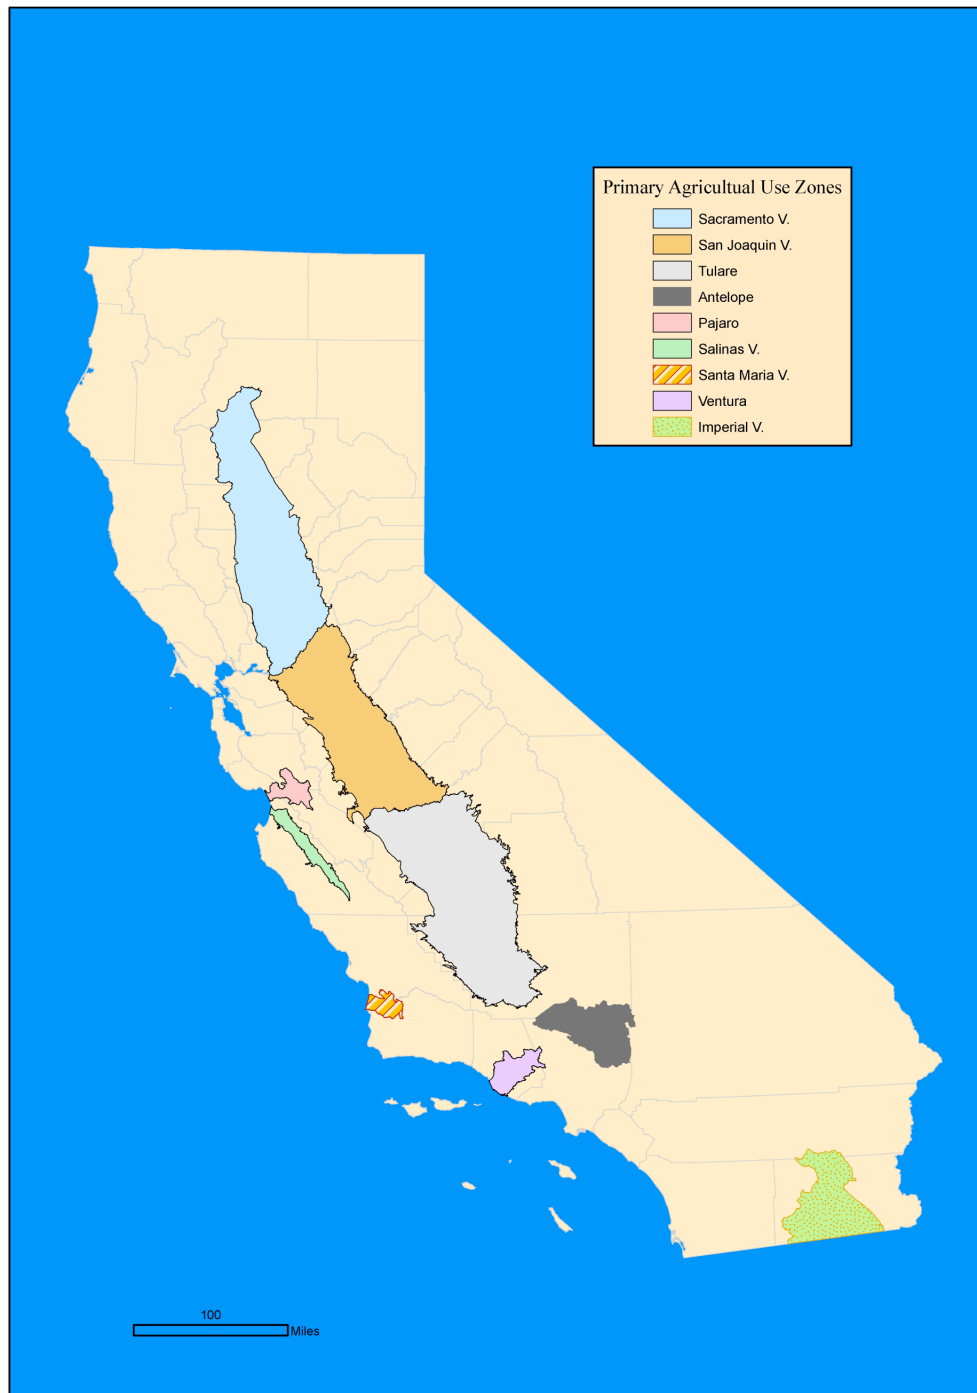 Primary Agricultual Use Zones
Sacramento V.
San Joaquin V.
Tulare
Antelope
Pajaro
Salinas V.
Santa Maria V.
Ventura
Imperial V.
100
Miles